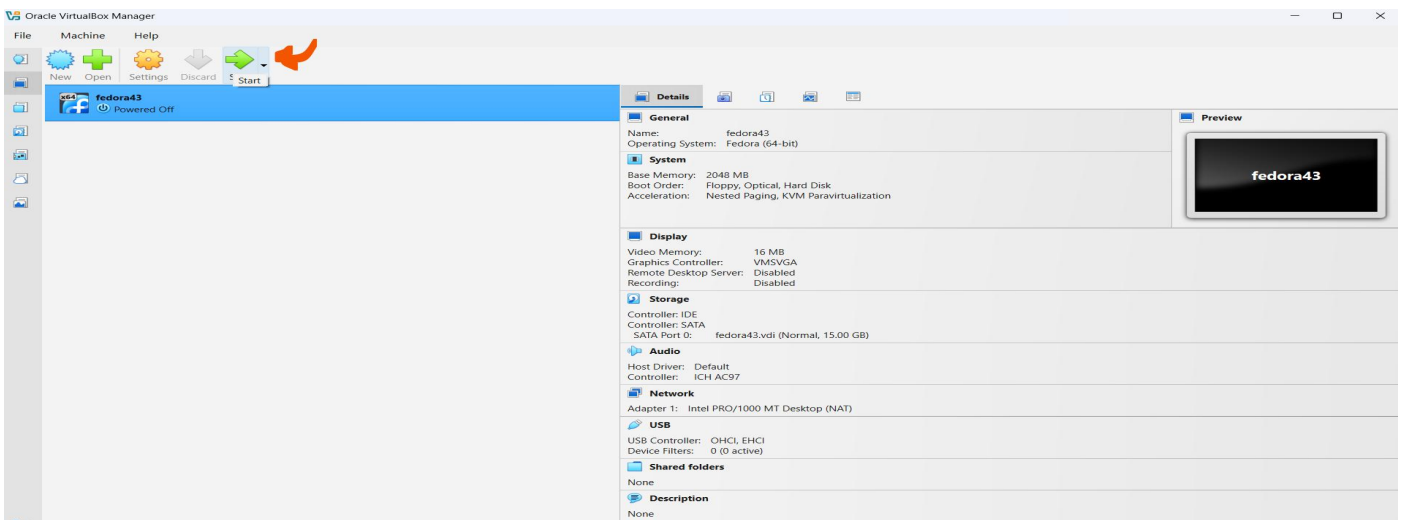 Oracle VirtualBox Manager
File Machine Help
New Open Settings Discard
Start
x64
fedora43
Powered Off
Details
General
Name: fedora43
Operating System: Fedora (64-bit)
Preview
fedora43
System
Base Memory: 2048 MB
Boot Order: Floppy, Optical, Hard Disk
Acceleration: Nested Paging, KVM Paravirtualization
Display
Video Memory: 16 MB
Graphics Controller: VMSVGA
Remote Desktop Server: Disabled
Recording: Disabled
Storage
Controller: IDE
Controller: SATA
SATA Port 0: fedora43.vdi (Normal, 15.00 GB)
Audio
Host Driver: Default
Controller: ICH AC97
Network
Adapter 1: Intel PRO/1000 MT Desktop (NAT)
USB
USB Controller: OHCI, EHCI
Device Filters: 0 (0 active)
Shared folders
None
Description
None